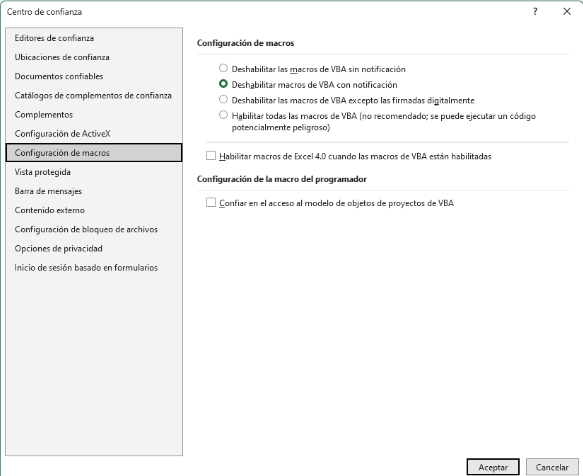 Centro de confianza
?
Editores de confianza
Ubicaciones de confianza
Documentos confiables
Catálogos de complementos de confianza
Complementos
Configuración de ActiveX
Configuración de macros
Vista protegida
Barra de mensajes
Contenido externo
Configuración de bloqueo de archivos
Opciones de privacidad
Inicio de sesión basado en formularios
Configuración de macros
Deshabilitar las macros de VBA sin notificación
Deshabilitar macros de VBA con notificación
Deshabilitar las macros de VBA excepto las firmadas digitalmente
Habilitar todas las macros de VBA (no recomendado; se puede ejecutar un código
potencialmente peligroso)
Habilitar macros de Excel 4.0 cuando las macros de VBA están habilitadas
Configuración de la macro del programador
Confiar en el acceso al modelo de objetos de proyectos de VBA
Aceptar
Cancelar